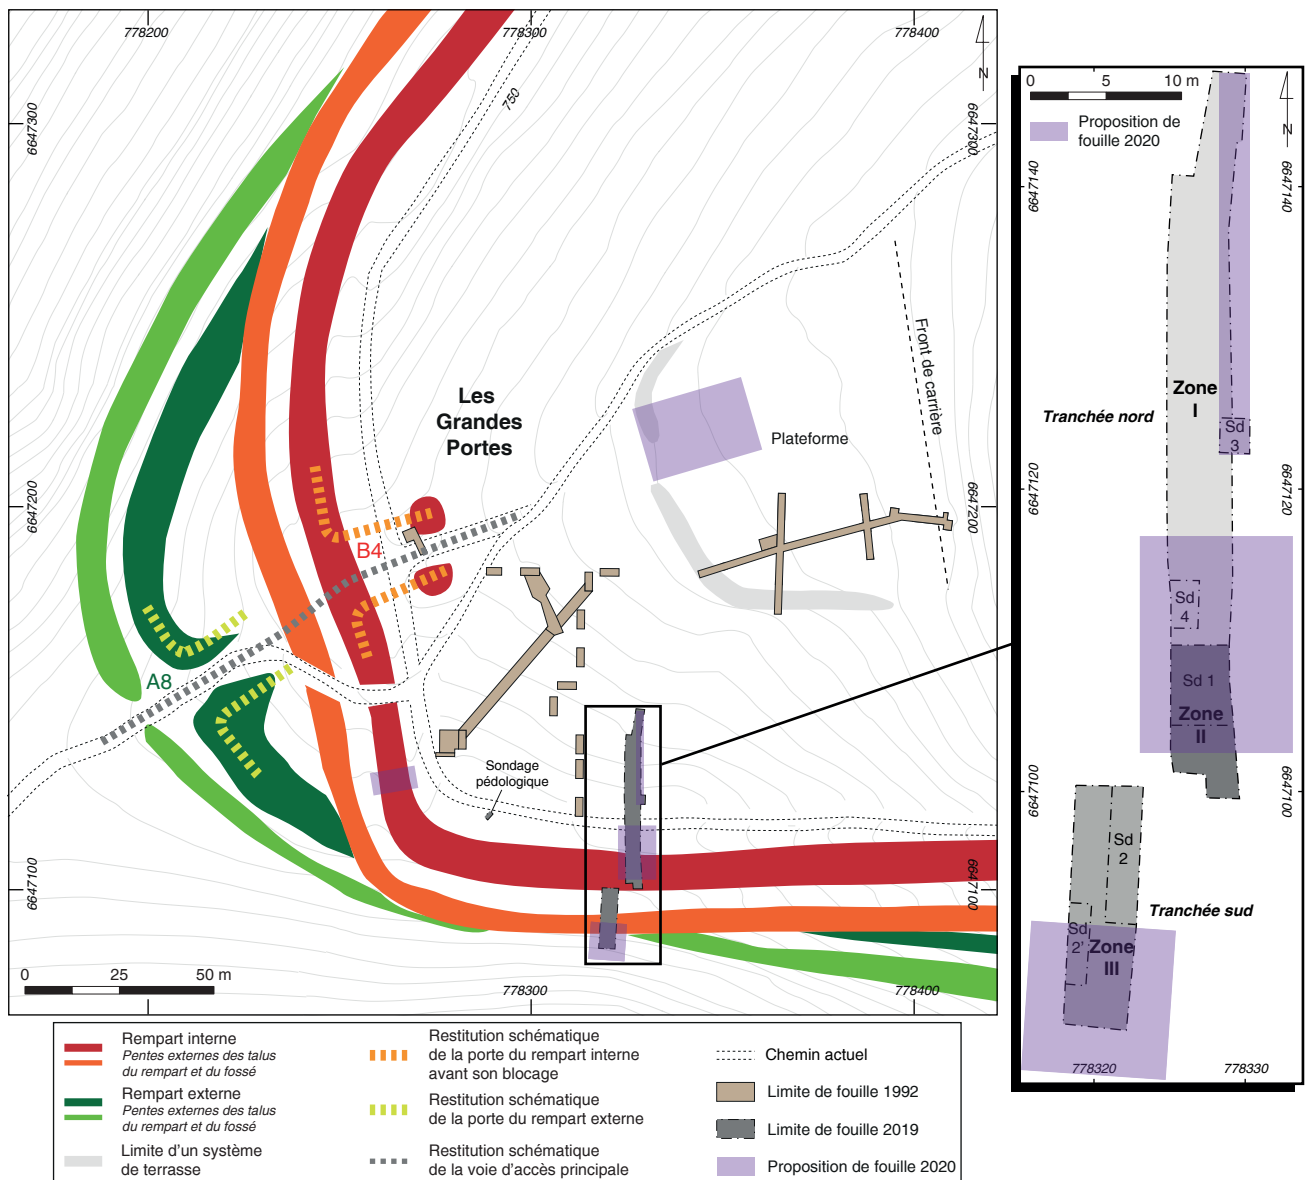 778200
778300
778400
6647300
750
N
6647300
Les
Grandes
Portes
Front de carrière
Plateforme
6647200
6647200
B4
A8
Sondage
pédologique
6647100
6647100
0 25 50 m
778300
778400
0 5 10 m
Proposition de
fouille 2020
N
6647140
6647140
Zone
I
Tranchée nord
Sd
3
6647120
6647120
Sd
4
Sd 1
Zone
II
6647100
6647100
Sd
2
Tranchée sud
Sd
2'
Zone
III
778320
778330
Rempart interne
Pentes externes des talus
du rempart et du fossé
Rempart externe
Pentes externes des talus
du rempart et du fossé
Limite d'un système
de terrasse
Restitution schématique
de la porte du rempart interne
avant son blocage
Restitution schématique
de la porte du rempart externe
Restitution schématique
de la voie d'accès principale
Chemin actuel
Limite de fouille 1992
Limite de fouille 2019
Proposition de fouille 2020